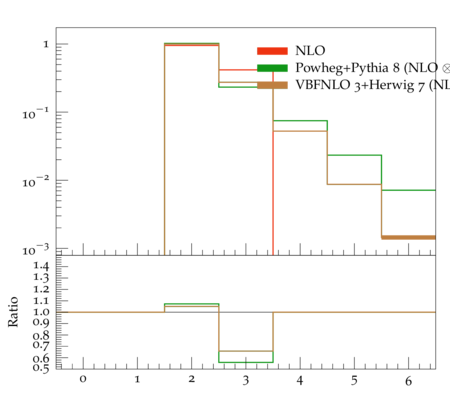 1
NLO
Powheg+Pythia 8 (NLO ⊗
VBFNLO 3+Herwig 7 (NL
10⁻¹
10⁻²
10⁻³
1.4
1.3
1.2
1.1
1.0
0.9
0.8
0.7
0.6
0.5
Ratio
0 1 2 3 4 5 6